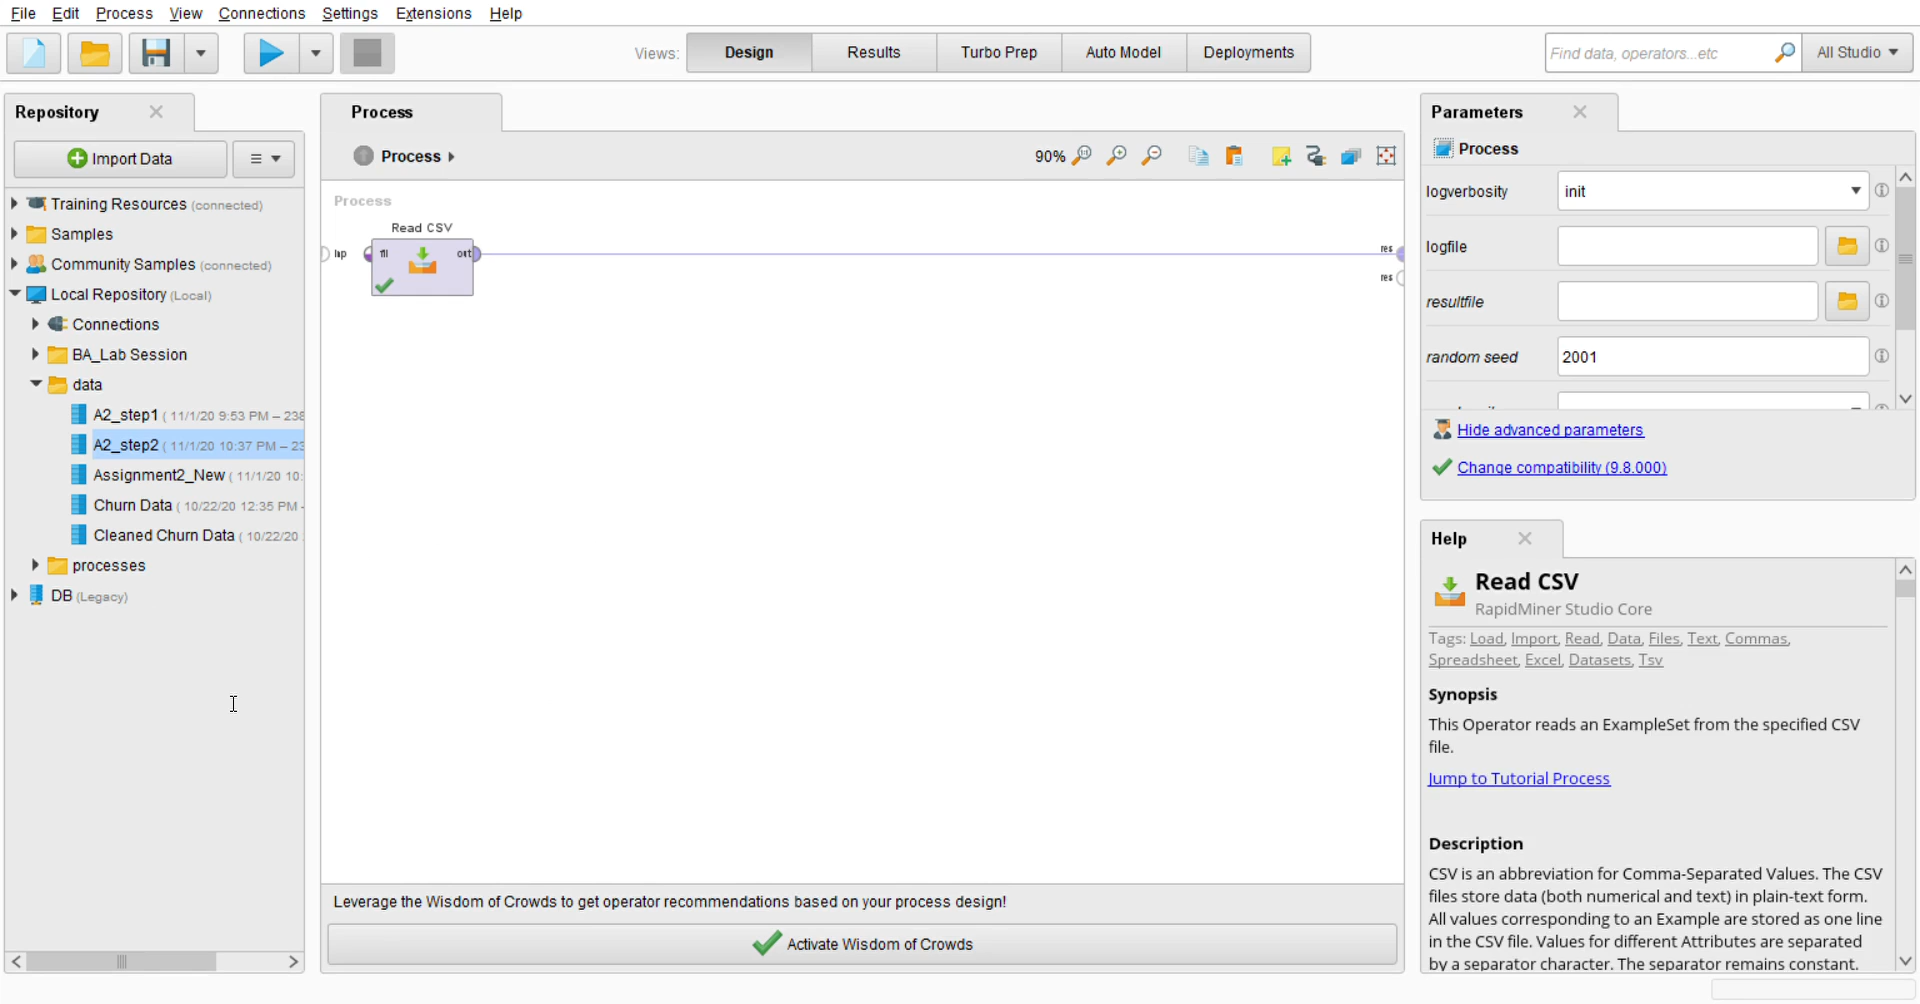 File Edit Process View Connections Settings Extensions Help
Views: Design Results Turbo Prep Auto Model Deployments
Find data, operators...etc
All Studio
Repository
Import Data
Training Resources (connected)
Samples
Community Samples (connected)
Local Repository (Local)
Connections
BA_Lab Session
data
A2_step1 ( 11/1/20 9:53 PM – 238
A2_step2 ( 11/1/20 10:37 PM – 23
Assignment2_New ( 11/1/20 10:
Churn Data ( 10/22/20 12:35 PM -
Cleaned Churn Data ( 10/22/20
processes
DB (Legacy)
Process
Process
90%
Process
Read CSV
inp
fil
out
res
res
Leverage the Wisdom of Crowds to get operator recommendations based on your process design!
Activate Wisdom of Crowds
Parameters
Process
logverbosity init
logfile
resultfile
random seed 2001
Hide advanced parameters
Change compatibility (9.8.000)
Help
Read CSV
RapidMiner Studio Core
Tags: Load, Import, Read, Data, Files, Text, Commas,
Spreadsheet, Excel, Datasets, Tsv
Synopsis
This Operator reads an ExampleSet from the specified CSV
file.
Jump to Tutorial Process
Description
CSV is an abbreviation for Comma-Separated Values. The CSV
files store data (both numerical and text) in plain-text form.
All values corresponding to an Example are stored as one line
in the CSV file. Values for different Attributes are separated
by a separator character. The separator remains constant.